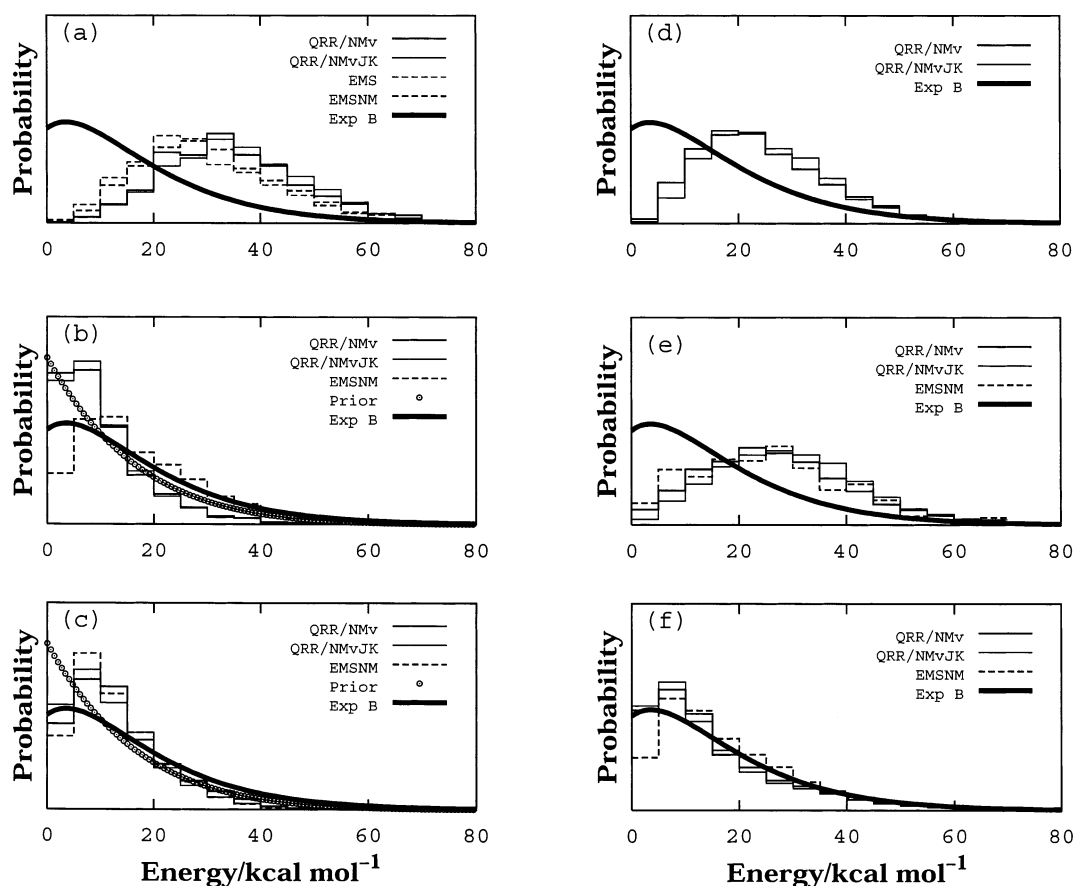 (a)
QRR/NMv
QRR/NMvJK
EMS
EMSNM
Exp B
Probability
0 20 40 60 80
(b)
QRR/NMv
QRR/NMvJK
EMSNM
Prior
Exp B
Probability
0 20 40 60 80
(c)
QRR/NMv
QRR/NMvJK
EMSNM
Prior
Exp B
Probability
0 20 40 60 80
Energy/kcal mol⁻¹
(d)
QRR/NMv
QRR/NMvJK
Exp B
Probability
0 20 40 60 80
(e)
QRR/NMv
QRR/NMvJK
EMSNM
Exp B
Probability
0 20 40 60 80
(f)
QRR/NMv
QRR/NMvJK
EMSNM
Exp B
Probability
0 20 40 60 80
Energy/kcal mol⁻¹